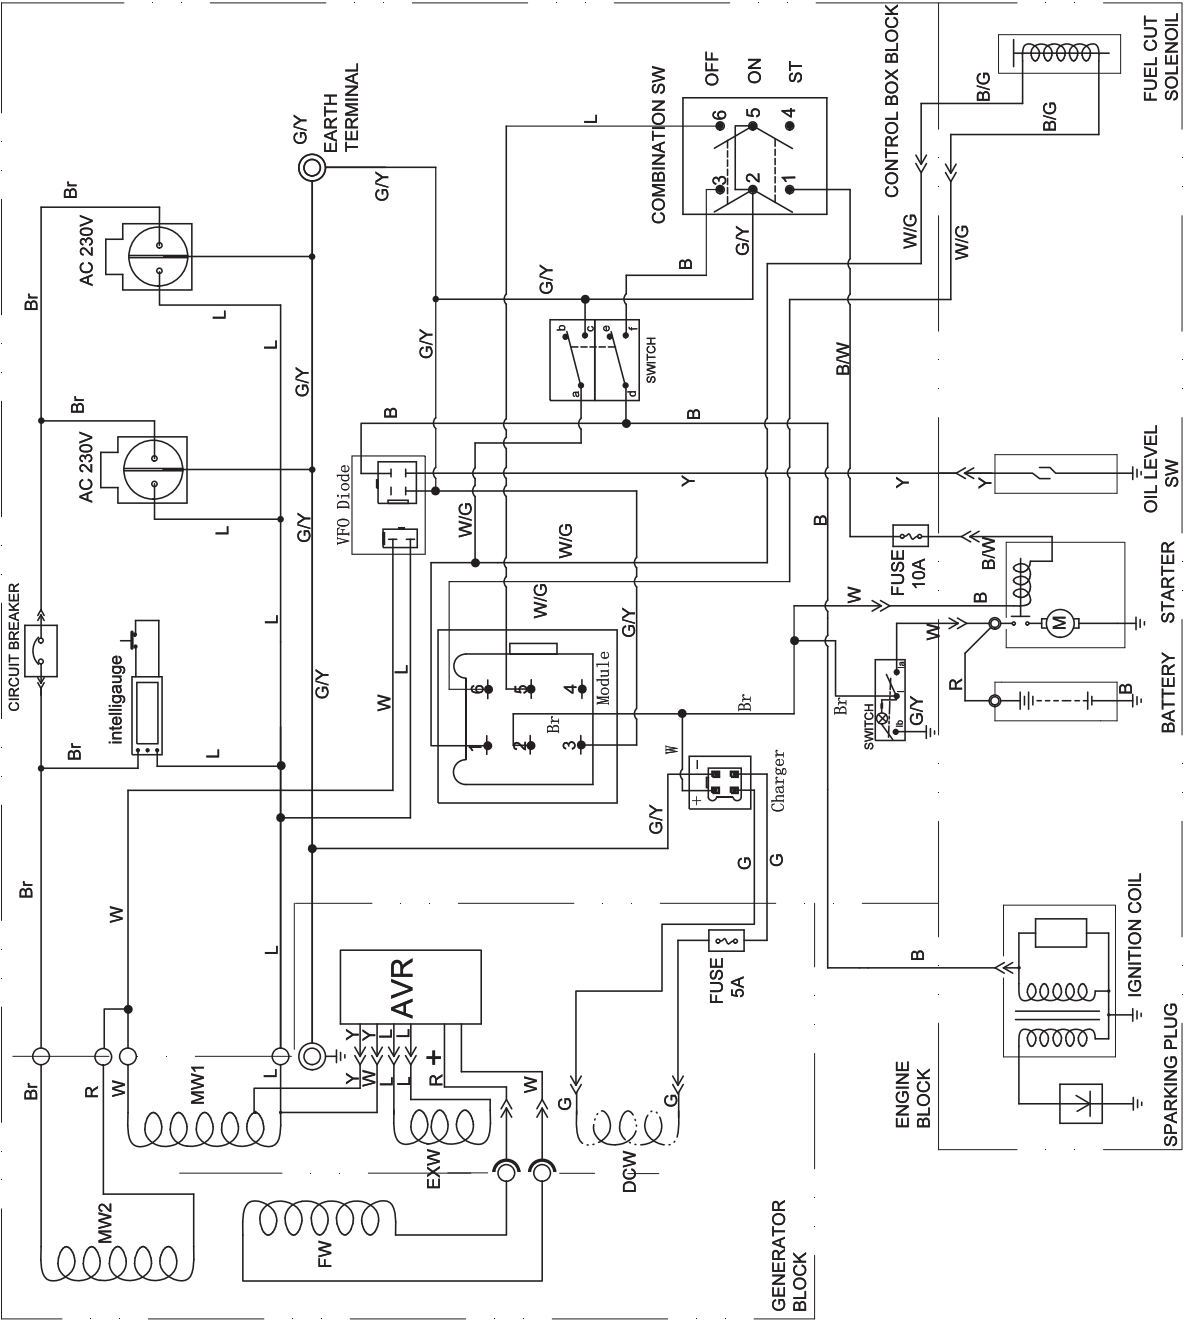 FUEL CUT
SOLENOIL
CONTROL BOX BLOCK
B/G
B/G
W/G
W/G
COMBINATION SW
OFF
ON
ST
6
5
4
3
2
1
L
G/Y
EARTH
TERMINAL
G/Y
Br
AC 230V
Br
L
L
G/Y
B
G/Y
G/Y
b
c
e
f
a
d
SWITCH
B/W
G/Y
Br
AC 230V
L
G/Y
B
B
VFO Diode
Y
Y
Y
OIL LEVEL
SW
W/G
W/G
W/G
B
FUSE
10A
B/W
CIRCUIT BREAKER
L
G/Y
W
B
STARTER
M
W
intelligauge
Br
L
G/Y
W
L
6
5
4
1
2
3
Module
Br
Br
Br
SWITCH
la
l
lb
G/Y
R
B
BATTERY
W
+
-
Charger
G/Y
G
G
Br
W
L
AVR
FUSE
5A
B
IGNITION COIL
SPARKING PLUG
ENGINE
BLOCK
Y
Y
L
L
Y
W
L
L
R
+
W
Br
R
W
MW1
L
G
G
EXW
DCW
MW2
FW
GENERATOR
BLOCK